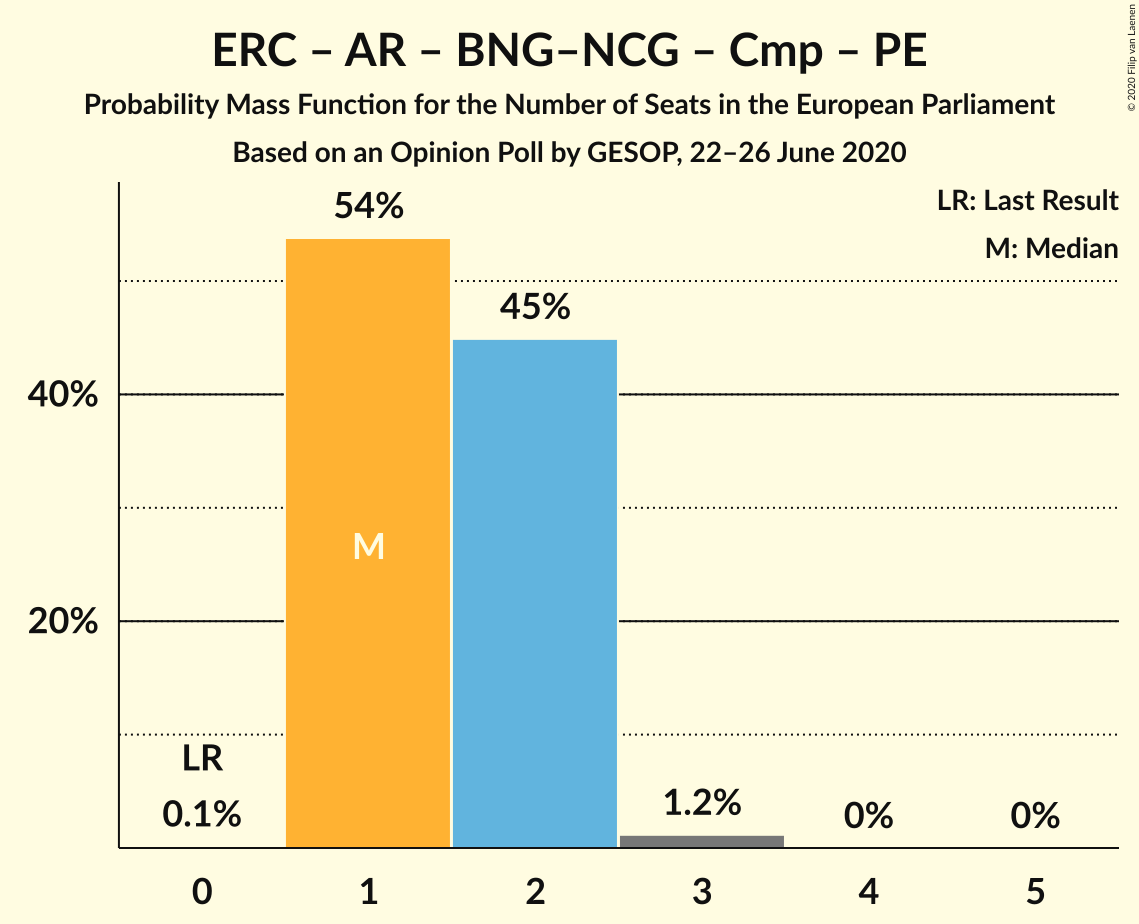 ERC – AR – BNG–NCG – Cmp – PE
Probability Mass Function for the Number of Seats in the European Parliament
Based on an Opinion Poll by GESOP, 22–26 June 2020
© 2020 Filip van Laenen
LR: Last Result
M: Median
54%
45%
40%
M
20%
LR
0.1%
1.2%
0%
0%
0 1 2 3 4 5